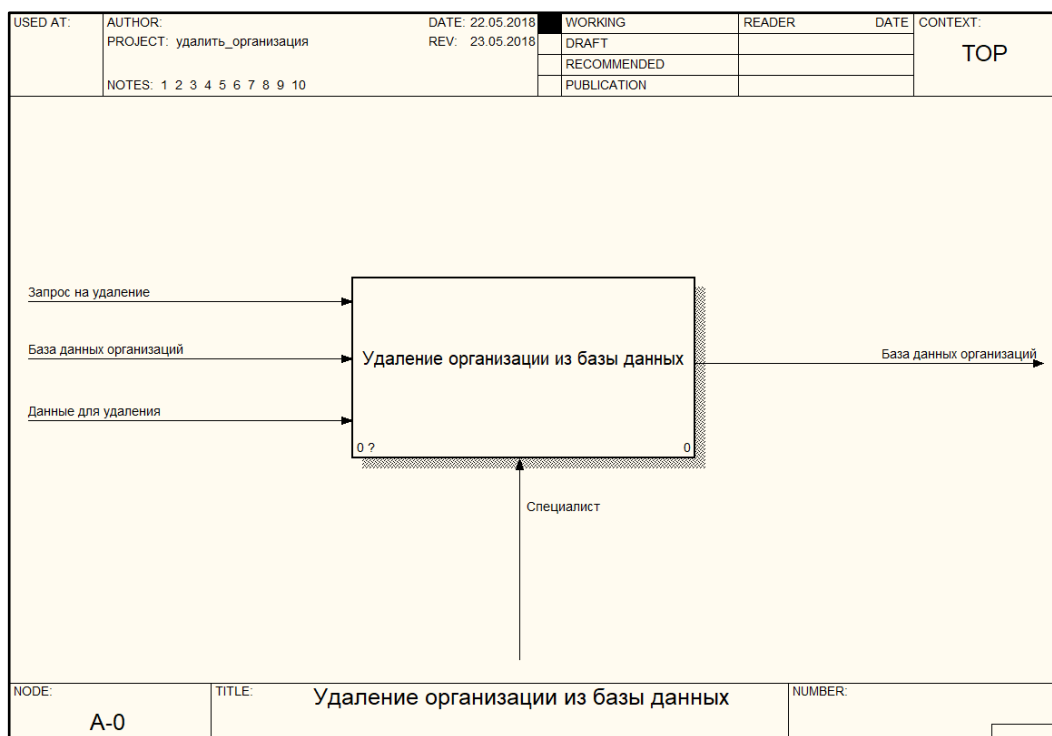 USED AT:
AUTHOR:
DATE: 22.05.2018
WORKING
READER
DATE
CONTEXT:
PROJECT: удалить_организация
REV: 23.05.2018
DRAFT
TOP
RECOMMENDED
NOTES: 1 2 3 4 5 6 7 8 9 10
PUBLICATION
Запрос на удаление
База данных организаций
Данные для удаления
Удаление организации из базы данных
0 ?
0
База данных организаций
Специалист
NODE:
A-0
TITLE:
Удаление организации из базы данных
NUMBER: